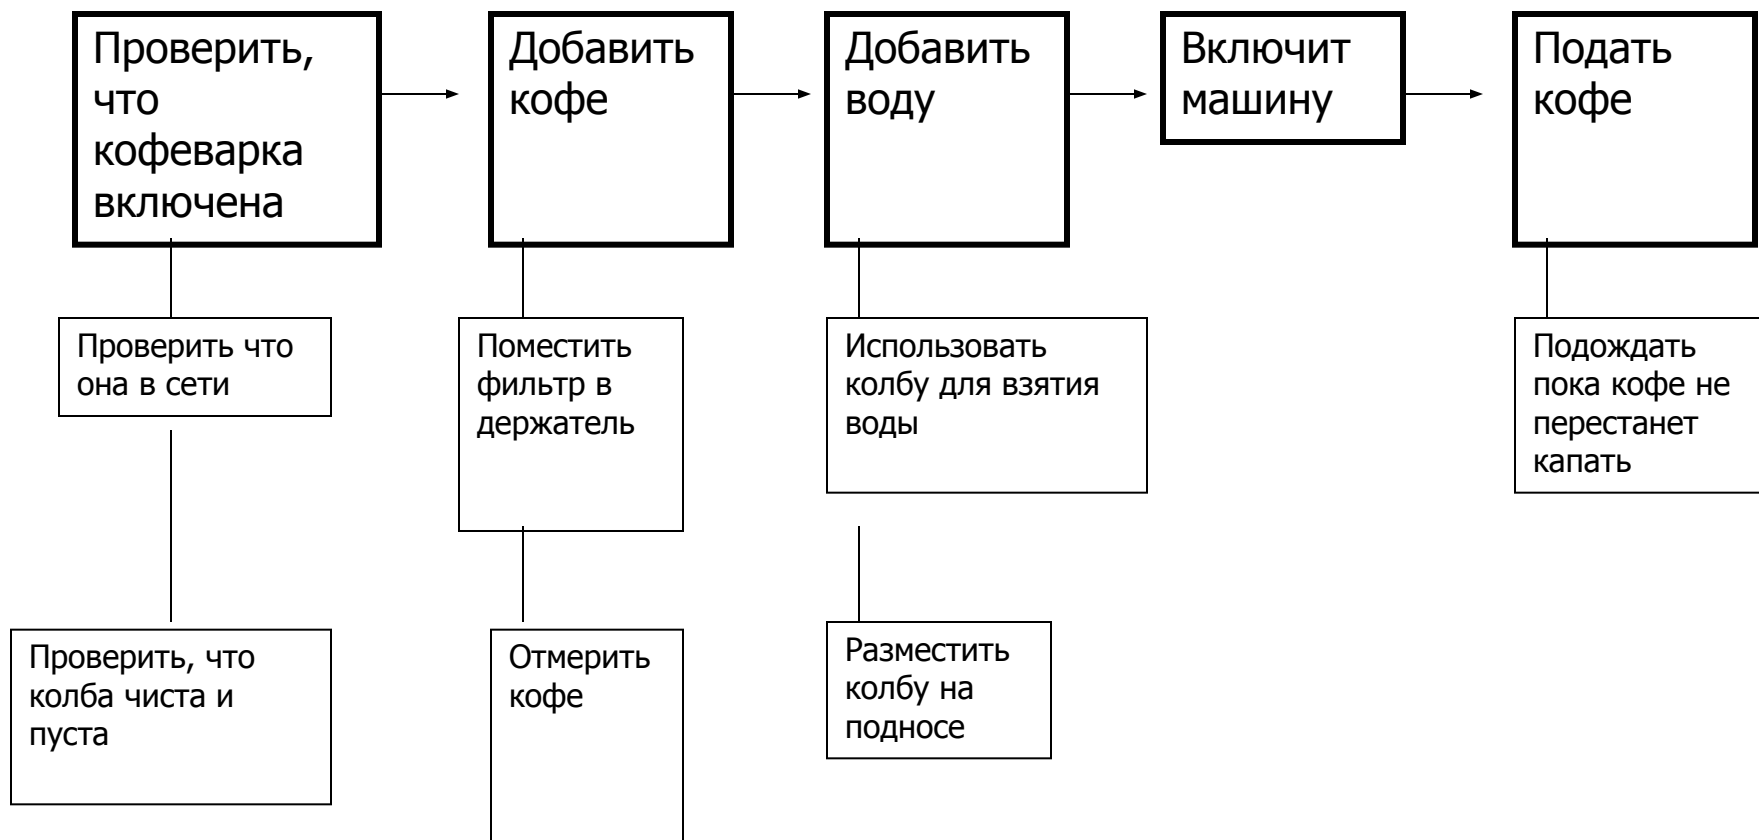 Проверить,
что
кофеварка
включена
Добавить
кофе
Добавить
воду
Включит
машину
Подать
кофе
Проверить что
она в сети
Поместить
фильтр в
держатель
Использовать
колбу для взятия
воды
Подождать
пока кофе не
перестанет
капать
Проверить, что
колба чиста и
пуста
Отмерить
кофе
Разместить
колбу на
подносе